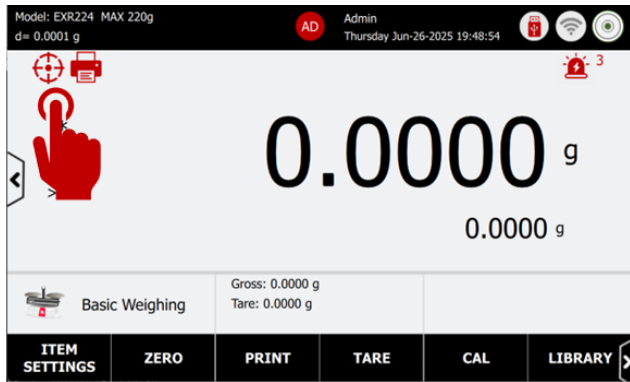 Model: EXR224 MAX 220g
d= 0.0001 g
AD
Admin
Thursday Jun-26-2025 19:48:54
3
0.0000 g
0.0000 g
Basic Weighing
Gross: 0.0000 g
Tare: 0.0000 g
ITEM
SETTINGS
ZERO
PRINT
TARE
CAL
LIBRARY